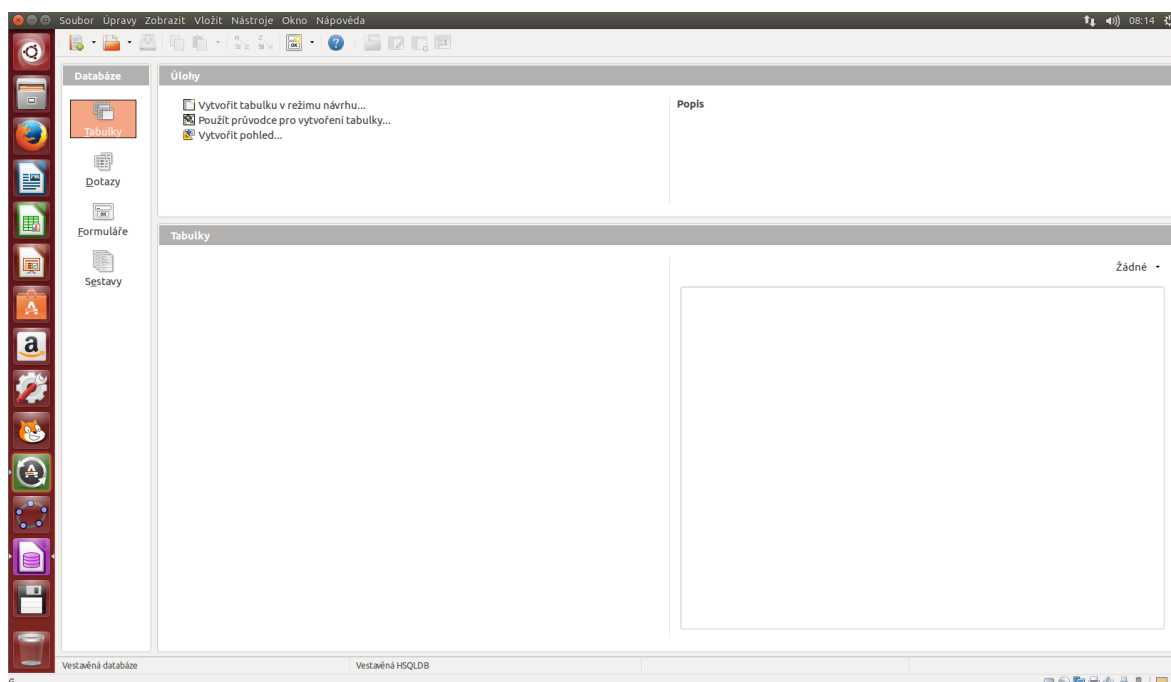 Soubor Úpravy Zobrazit Vložit Nástroje Okno Nápověda
08:14
Databáze
Tabulky
Dotazy
Formuláře
Sestavy
Úlohy
Vytvořit tabulku v režimu návrhu...
Použít průvodce pro vytvoření tabulky...
Vytvořit pohled...
Popis
Tabulky
Žádné
Vestavěná databáze
Vestavěná HSQLDB